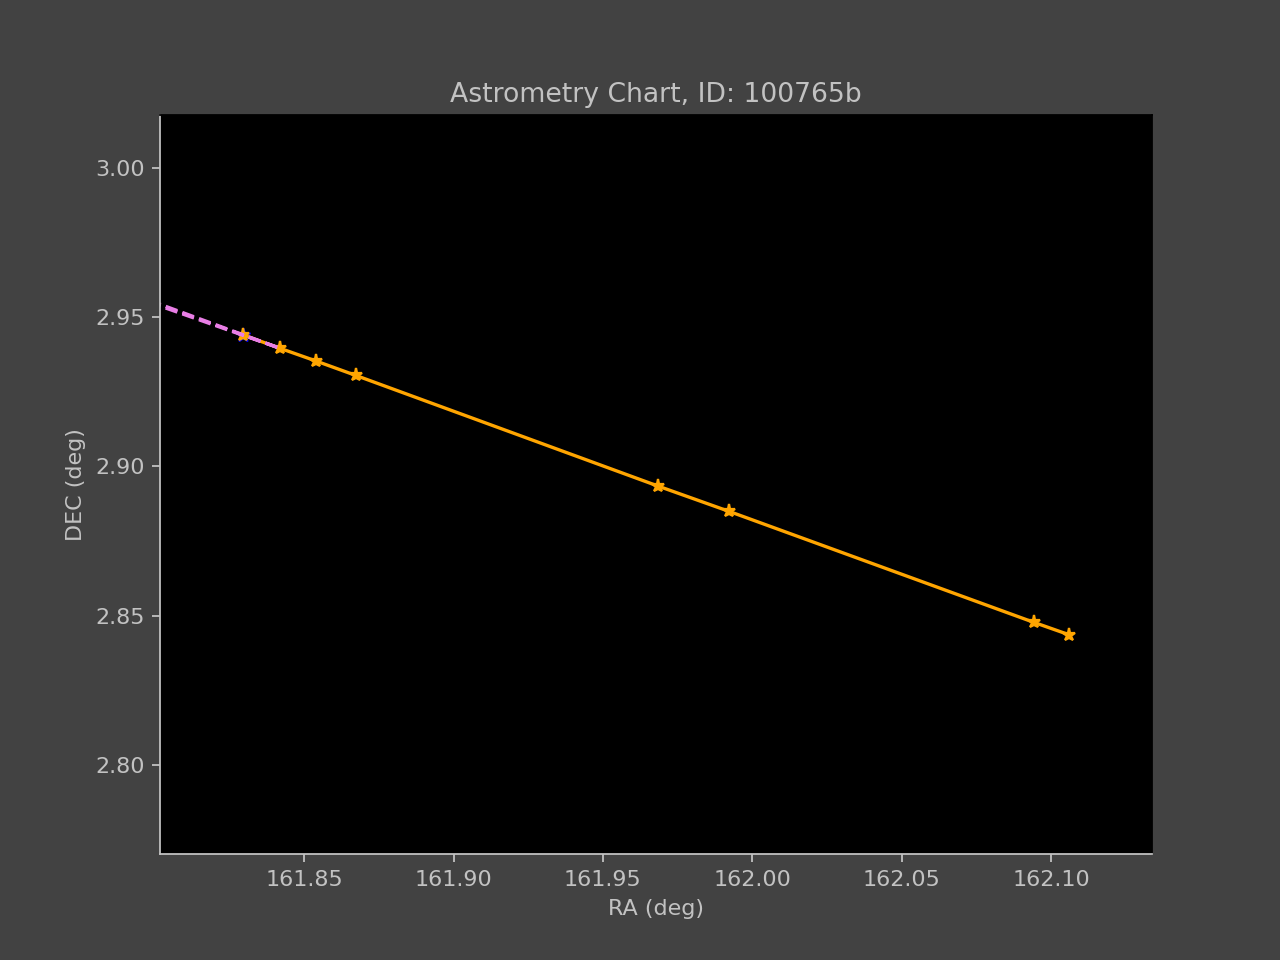 Astrometry Chart, ID: 100765b
3.00
2.95
2.90
2.85
2.80
DEC (deg)
161.85 161.90 161.95 162.00 162.05 162.10
RA (deg)